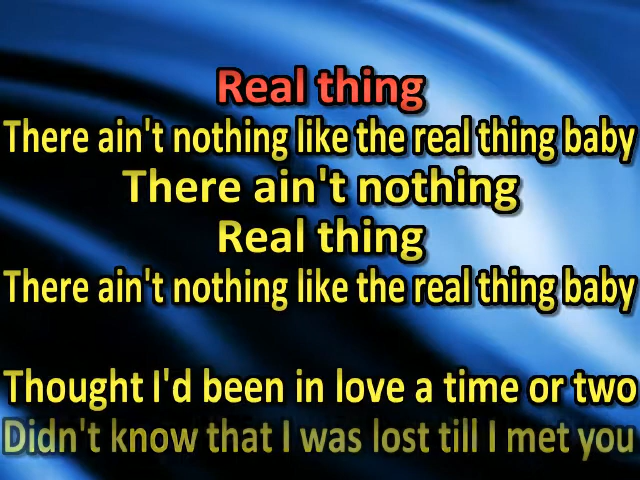 Real thing
There ain't nothing like the real thing baby
There ain't nothing
Real thing
There ain't nothing like the real thing baby
Thought I'd been in love a time or two
Didn't know that I was lost till I met you